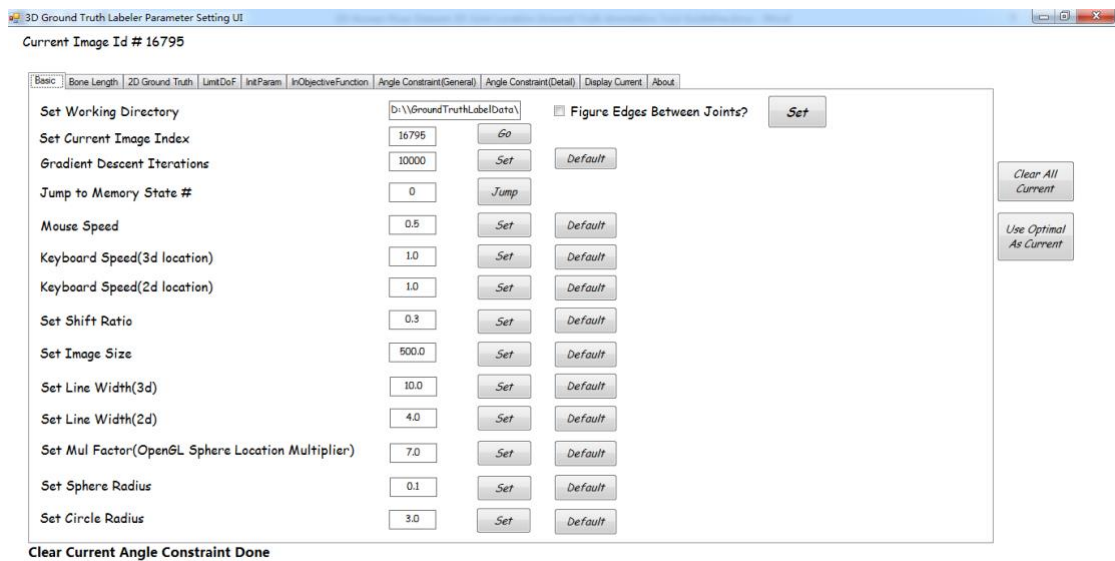 3D Ground Truth Labeler Parameter Setting UI
Current Image Id # 16795
Basic Bone Length 2D Ground Truth LimitDoF InitParam InObjectiveFunction Angle Constraint(General) Angle Constraint(Detail) Display Current About
Set Working Directory D:\\GroundTruthLabelData\ Figure Edges Between Joints? Set
Set Current Image Index 16795 Go
Gradient Descent Iterations 10000 Set Default
Clear All
Current
Jump to Memory State # 0 Jump
Mouse Speed 0.5 Set Default
Use Optimal
As Current
Keyboard Speed(3d location) 1.0 Set Default
Keyboard Speed(2d location) 1.0 Set Default
Set Shift Ratio 0.3 Set Default
Set Image Size 500.0 Set Default
Set Line Width(3d) 10.0 Set Default
Set Line Width(2d) 4.0 Set Default
Set Mul Factor(OpenGL Sphere Location Multiplier) 7.0 Set Default
Set Sphere Radius 0.1 Set Default
Set Circle Radius 3.0 Set Default
Clear Current Angle Constraint Done